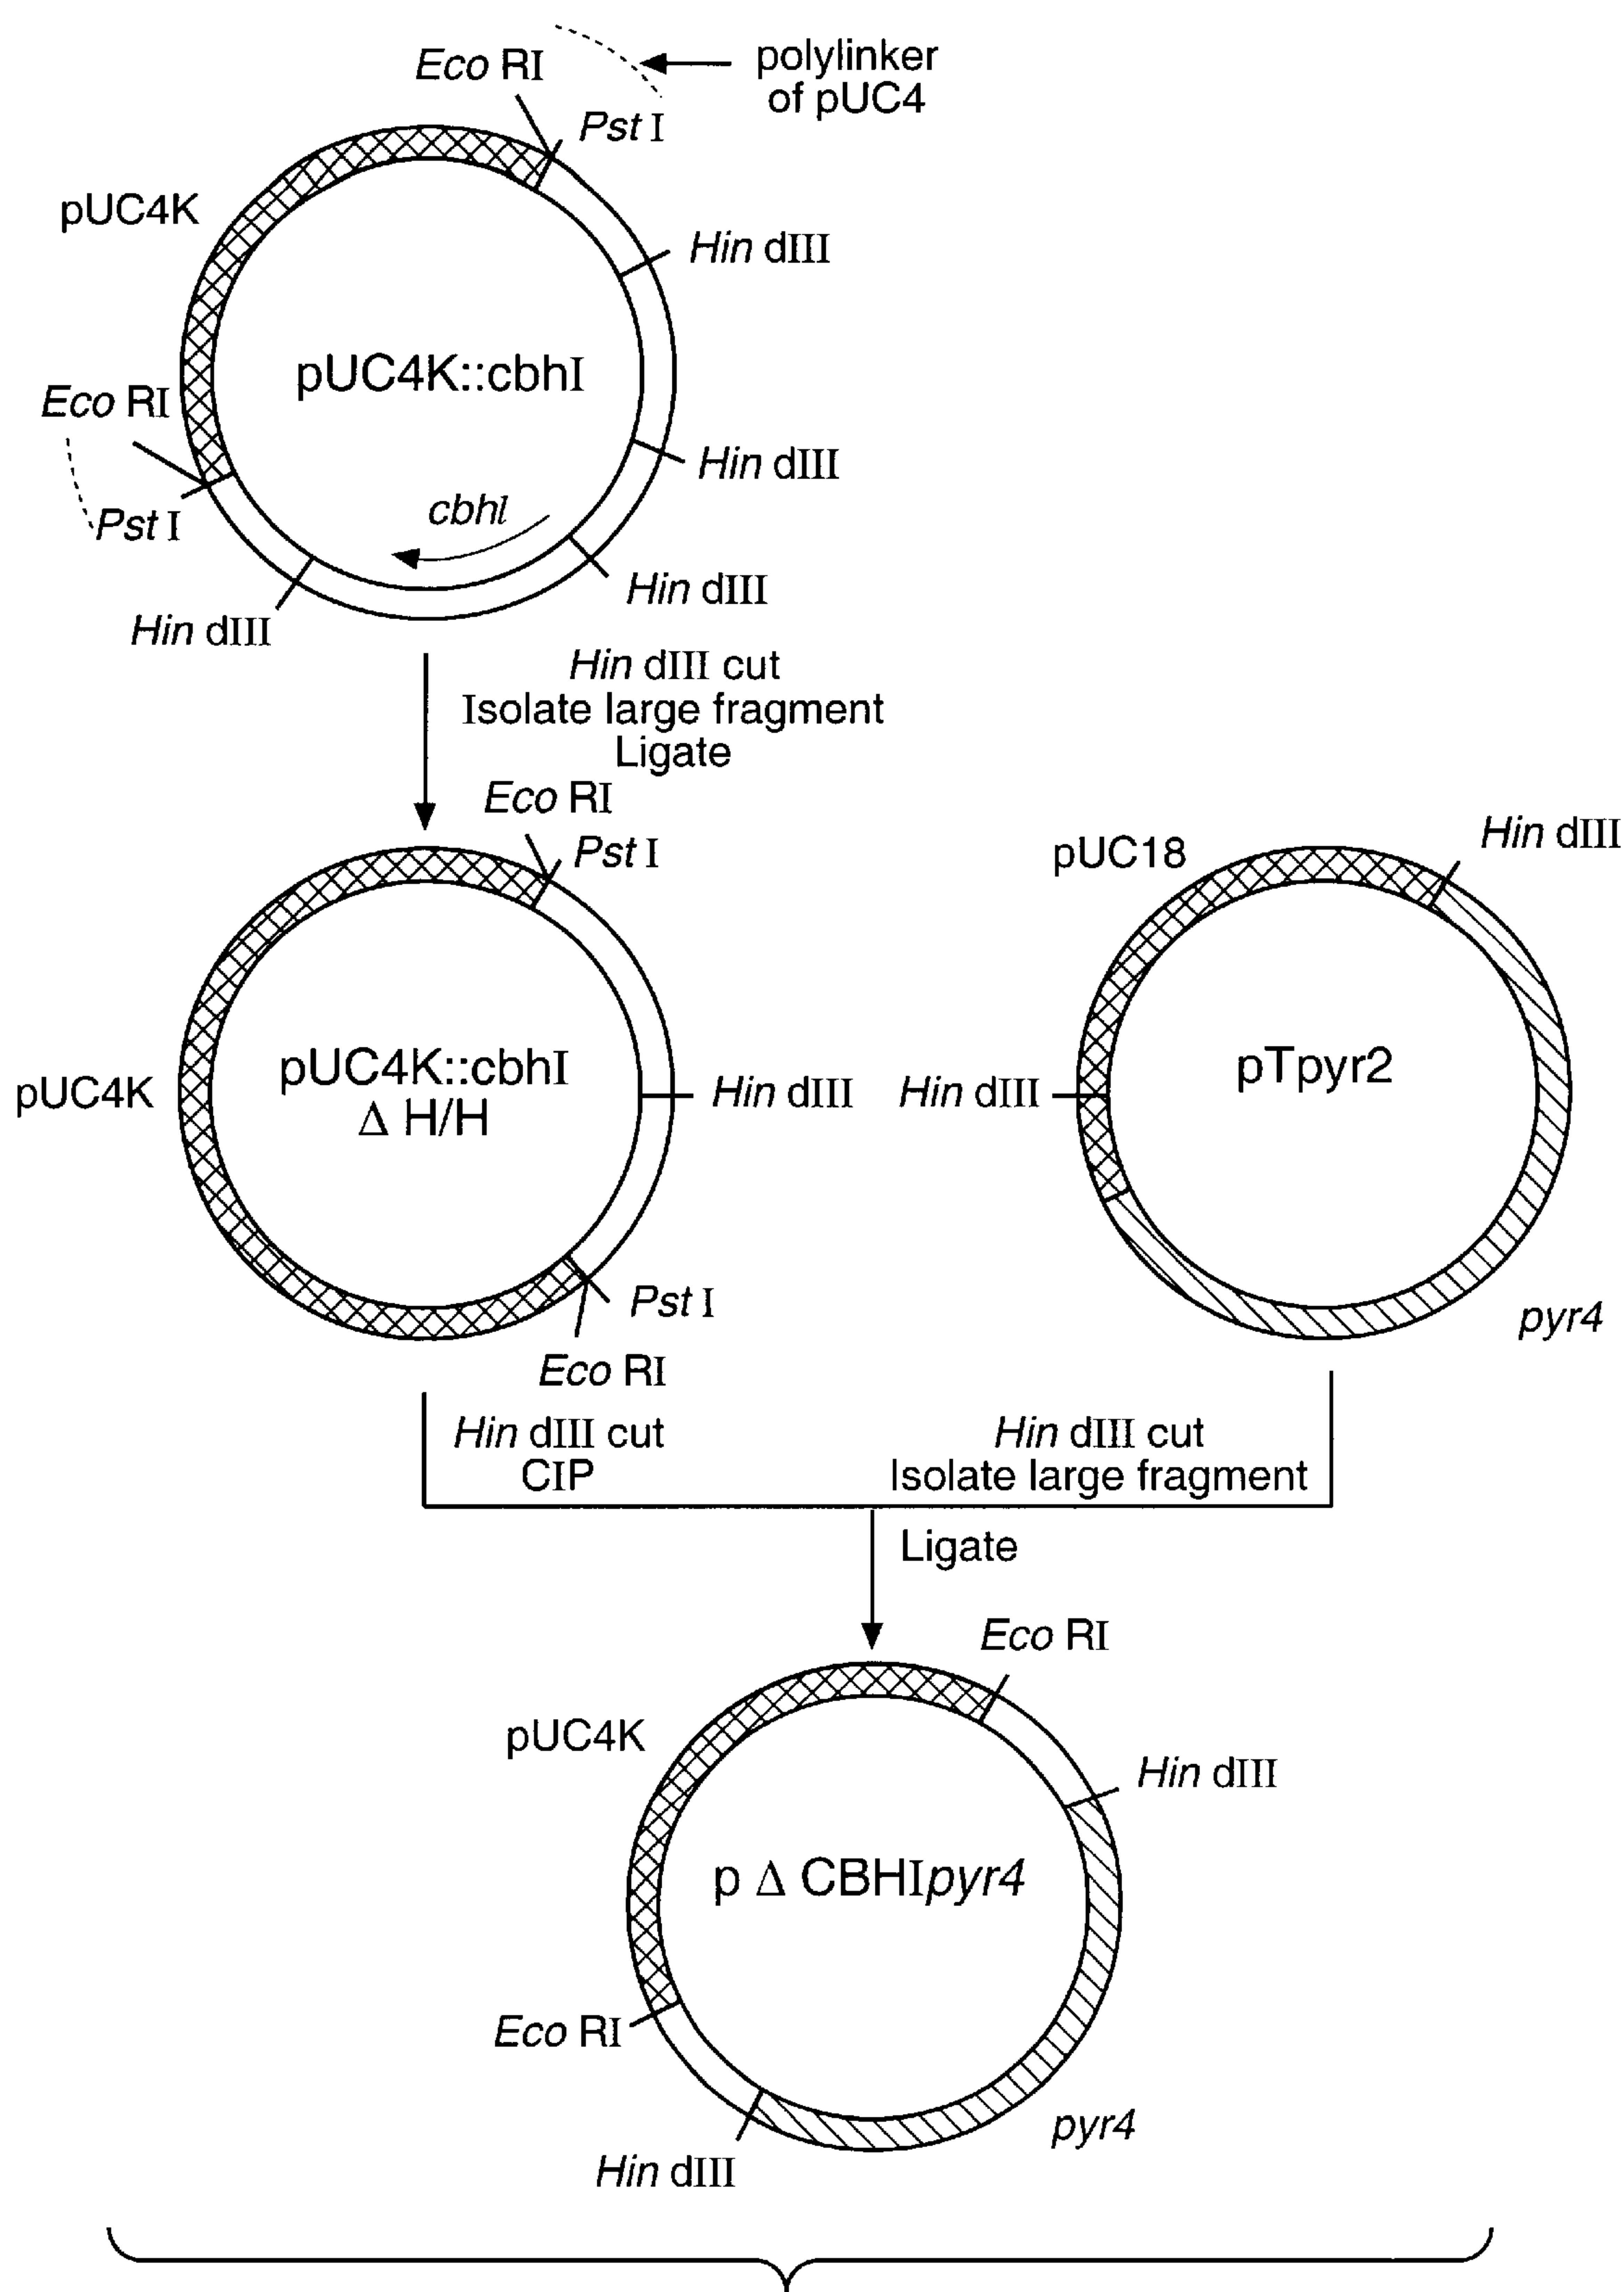 Eco RI
polylinker
of pUC4
Pst I
pUC4K
Hin dIII
pUC4K::cbhI
Eco RI
Hin dIII
Pst I
cbhI
Hin dIII
Hin dIII
Hin dIII cut
Isolate large fragment
Ligate
Eco RI
Pst I
pUC18
Hin dIII
pUC4K
pUC4K::cbhI
Δ H/H
Hin dIII
Hin dIII
pTpyr2
Pst I
Eco RI
pyr4
Hin dIII cut
CIP
Hin dIII cut
Isolate large fragment
Ligate
Eco RI
pUC4K
Hin dIII
p Δ CBHIpyr4
Eco RI
pyr4
Hin dIII